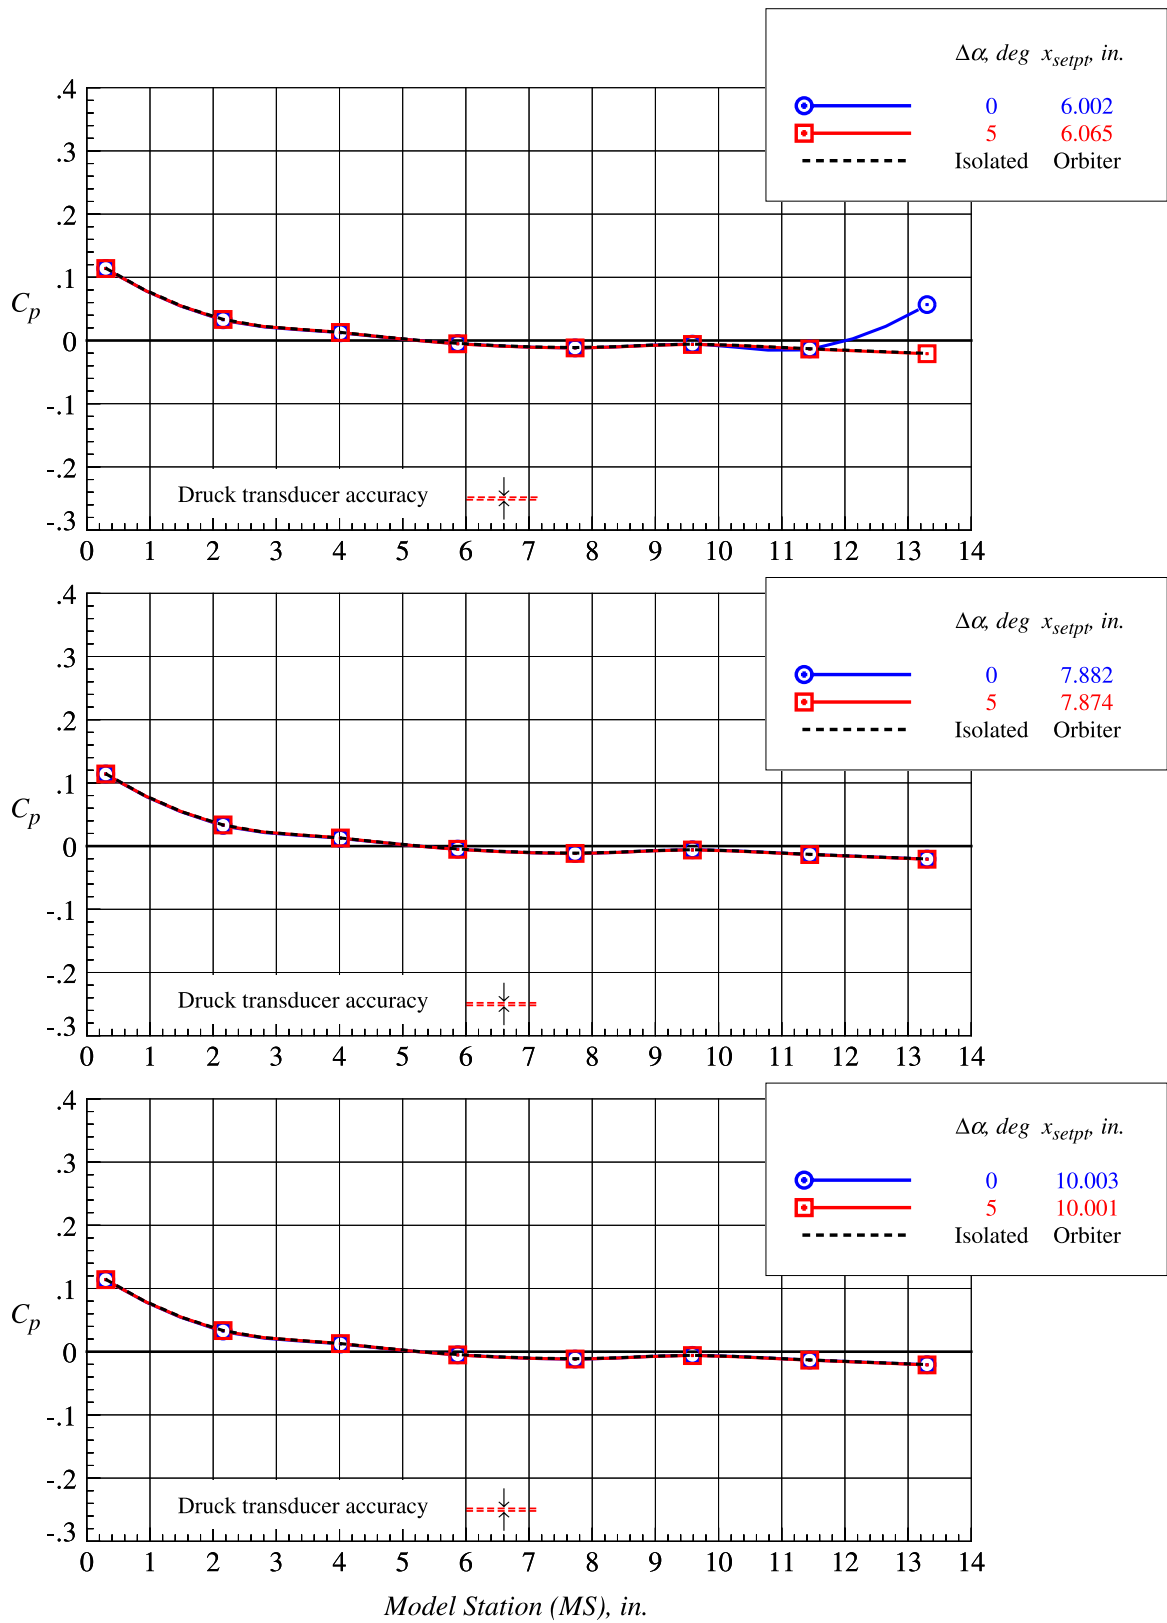 Δα, deg x_setpt, in.
0 6.002
5 6.065
Isolated Orbiter
.4
.3
.2
.1
C_p
0
-.1
-.2
Druck transducer accuracy
-.3
0 1 2 3 4 5 6 7 8 9 10 11 12 13 14
Δα, deg x_setpt, in.
0 7.882
5 7.874
Isolated Orbiter
.4
.3
.2
.1
C_p
0
-.1
-.2
Druck transducer accuracy
-.3
0 1 2 3 4 5 6 7 8 9 10 11 12 13 14
Δα, deg x_setpt, in.
0 10.003
5 10.001
Isolated Orbiter
.4
.3
.2
.1
C_p
0
-.1
-.2
Druck transducer accuracy
-.3
0 1 2 3 4 5 6 7 8 9 10 11 12 13 14
Model Station (MS), in.